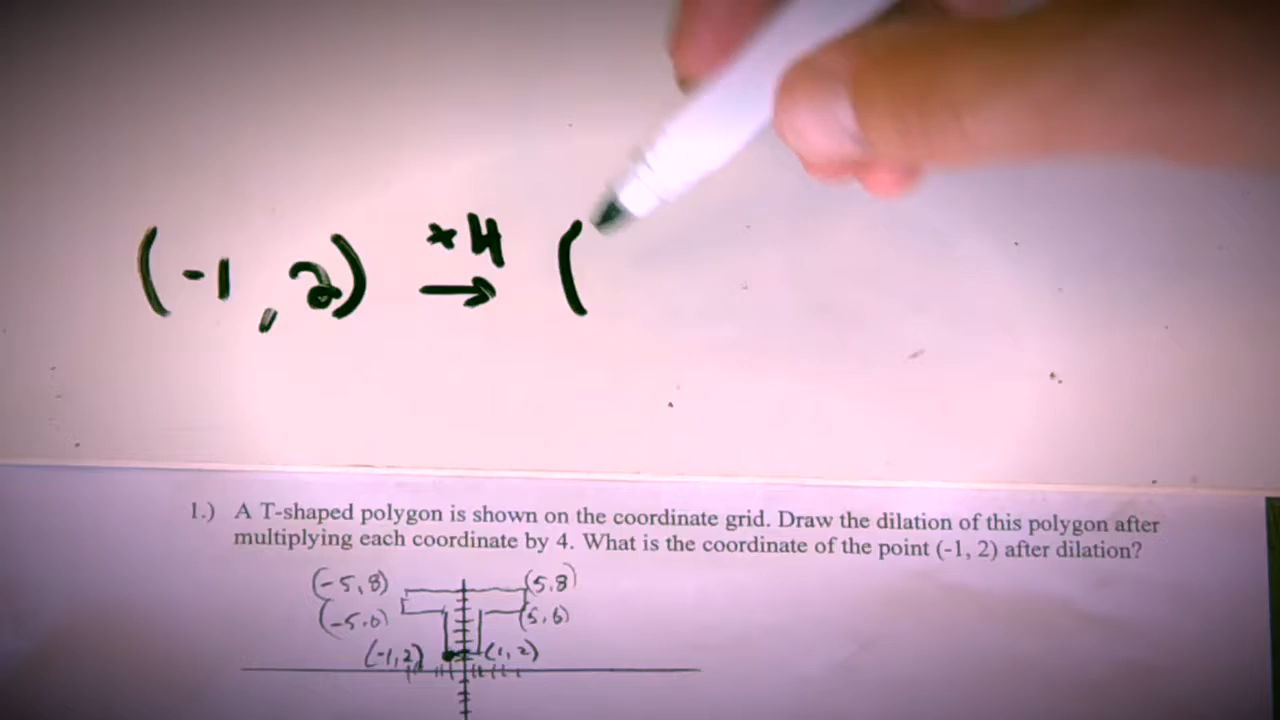 (-1, 2) ×4 → (
1.) A T-shaped polygon is shown on the coordinate grid. Draw the dilation of this polygon after
multiplying each coordinate by 4. What is the coordinate of the point (-1, 2) after dilation?
(-5, 8) (5.8)
(-5.6) (5, 6)
(-1, 2) (1, 2)